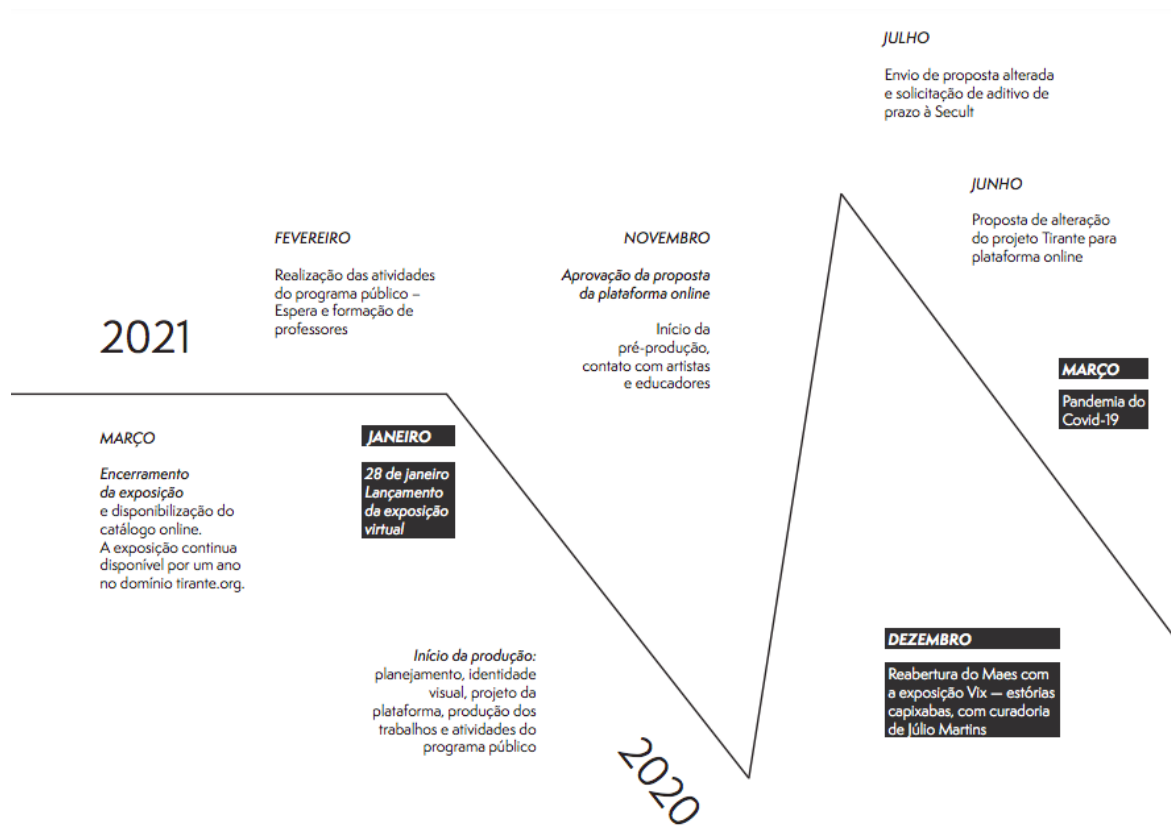 JULHO
Envio de proposta alterada
e solicitação de aditivo de
prazo à Secult
JUNHO
Proposta de alteração
do projeto Tirante para
plataforma online
FEVEREIRO
Realização das atividades
do programa público –
Espera e formação de
professores
NOVEMBRO
Aprovação da proposta
da plataforma online
Início da
pré-produção,
contato com artistas
e educadores
2021
MARÇO
Pandemia do
Covid-19
MARÇO
Encerramento
da exposição
e disponibilização do
catálogo online.
A exposição continua
disponível por um ano
no domínio tirante.org.
JANEIRO
28 de janeiro
Lançamento
da exposição
virtual
Início da produção:
planejamento, identidade
visual, projeto da
plataforma, produção dos
trabalhos e atividades do
programa público
DEZEMBRO
Reabertura do Maes com
a exposição Vix — estórias
capixabas, com curadoria
de Júlio Martins
2020